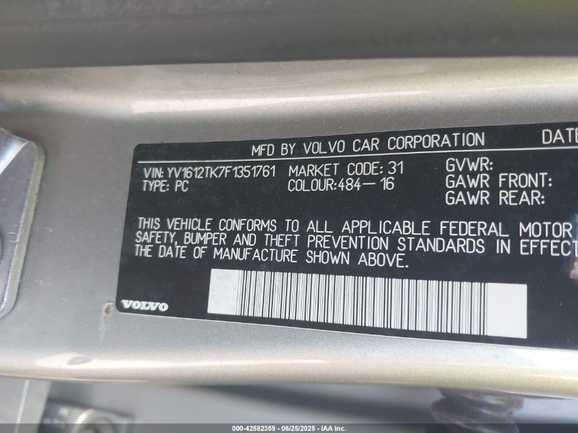 MFD BY VOLVO CAR CORPORATION DATE
VIN: YV1612TK7F1351761 MARKET CODE: 31 GVWR:
TYPE: PC COLOUR:484-16 GAWR FRONT:
GAWR REAR:
THIS VEHICLE CONFORMS TO ALL APPLICABLE FEDERAL MOTOR
SAFETY, BUMPER AND THEFT PREVENTION STANDARDS IN EFFECT
THE DATE OF MANUFACTURE SHOWN ABOVE.
VOLVO
000-42582359 - 06/25/2025 - IAA Inc.